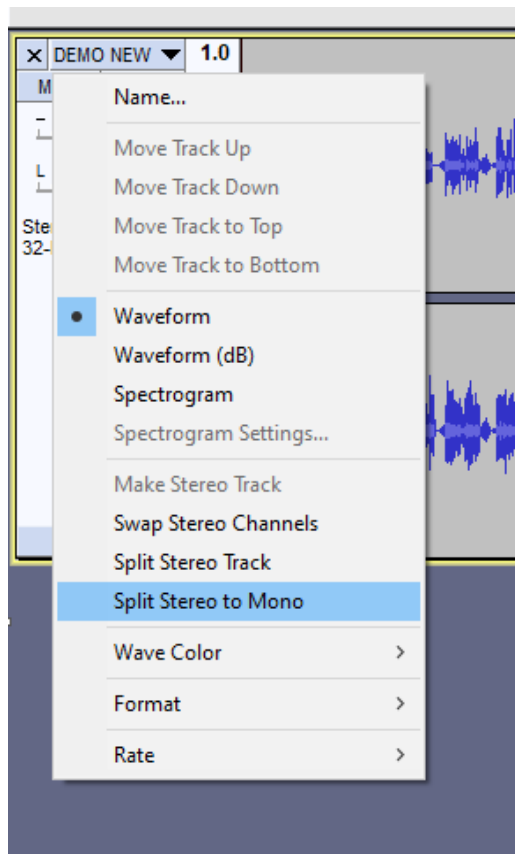 × DEMO NEW ▼ 1.0
M
Name...
-
Move Track Up
L
Move Track Down
Move Track to Top
Move Track to Bottom
Waveform
Waveform (dB)
Spectrogram
Spectrogram Settings...
Make Stereo Track
Swap Stereo Channels
Split Stereo Track
Split Stereo to Mono
Wave Color
Format
Rate